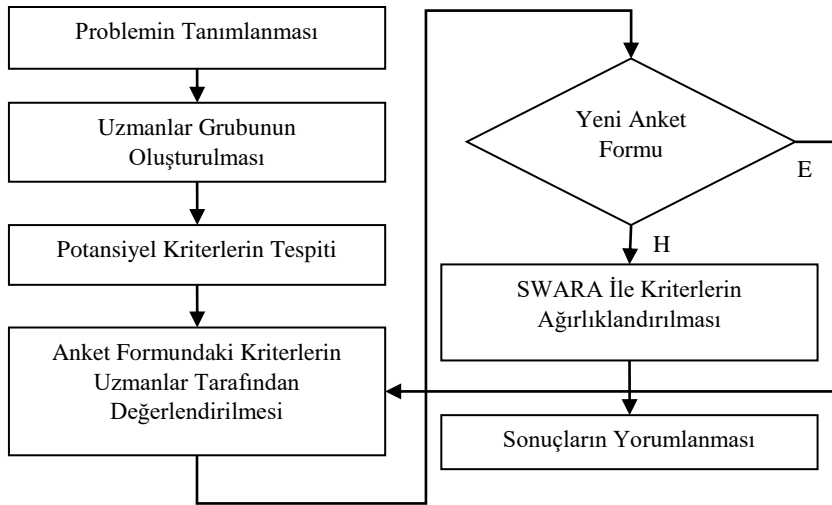 Problemin Tanımlanması
Uzmanlar Grubunun
Oluşturulması
Potansiyel Kriterlerin Tespiti
Anket Formundaki Kriterlerin
Uzmanlar Tarafından
Değerlendirilmesi
Yeni Anket
Formu
E
H
SWARA İle Kriterlerin
Ağırlıklandırılması
Sonuçların Yorumlanması